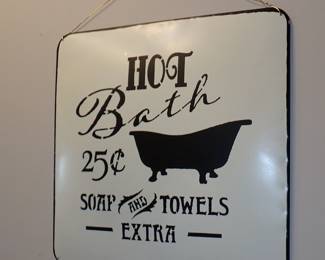 HOT
Bath
25¢
SOAP AND TOWELS
EXTRA